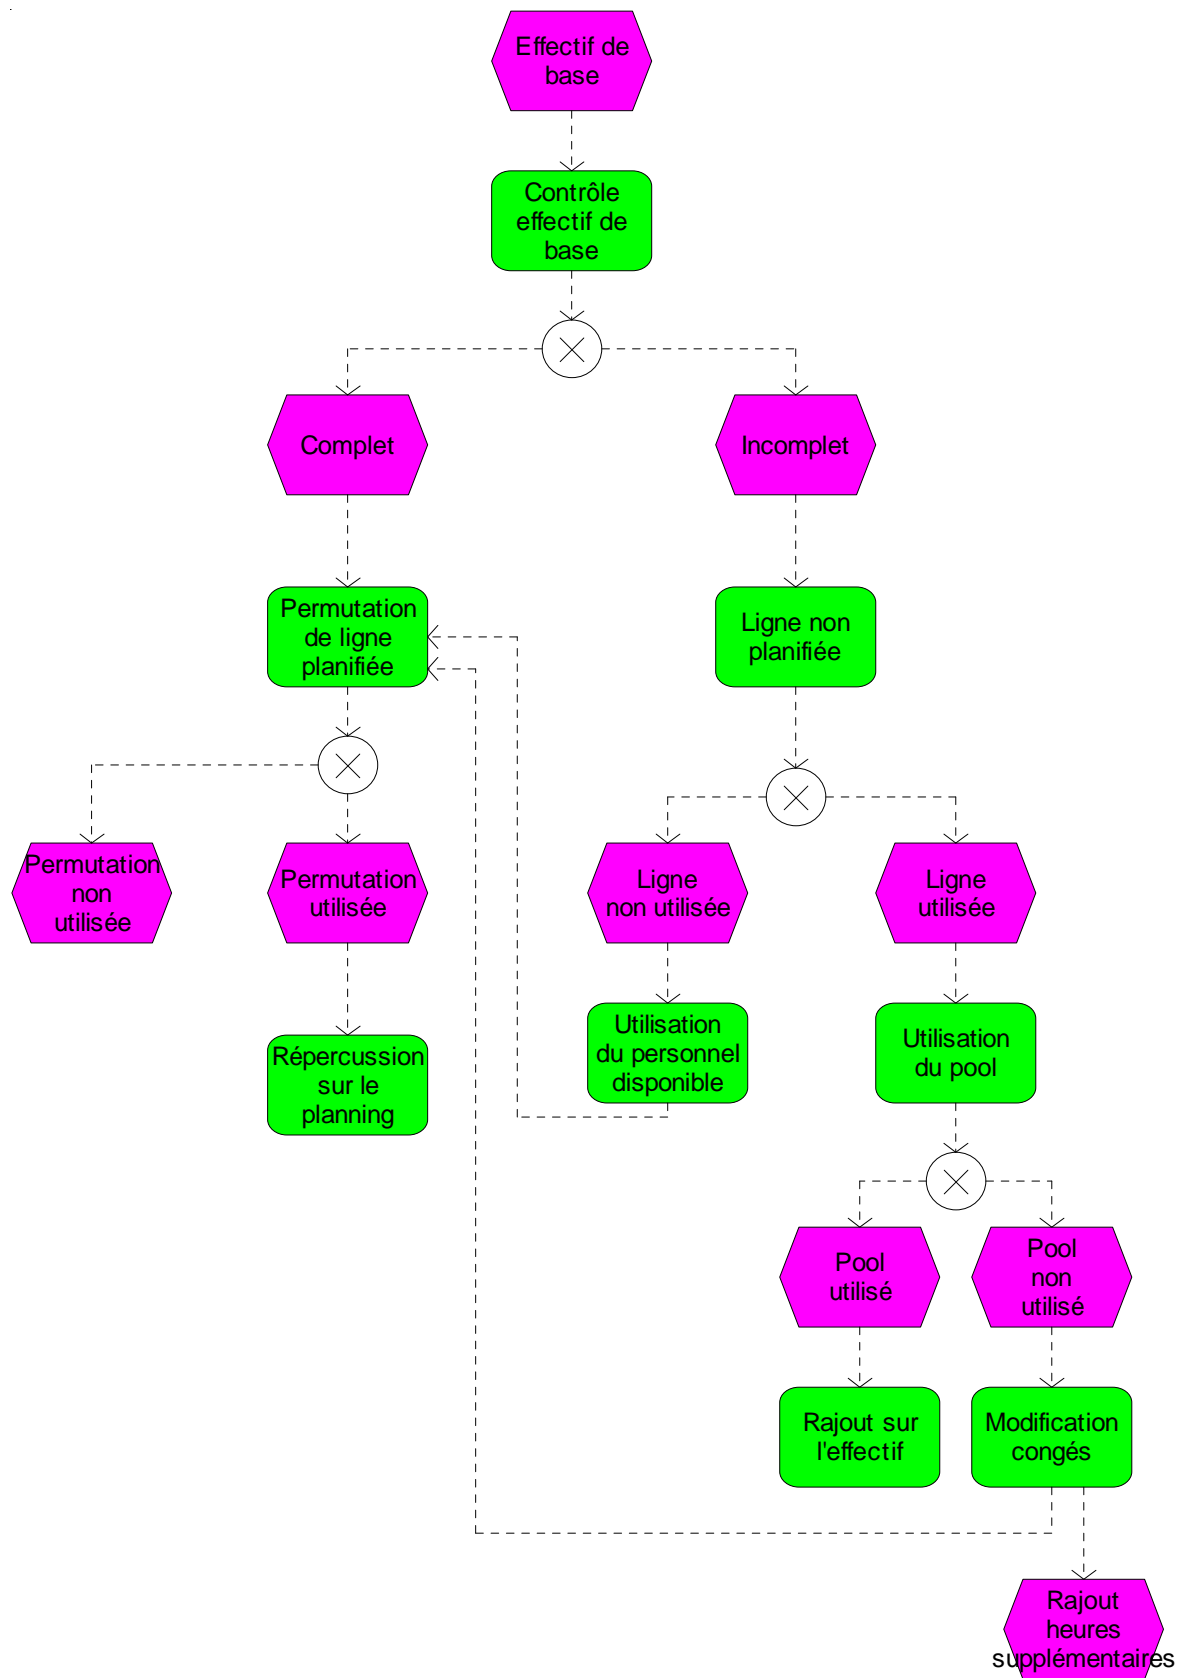 Effectif de
base
Contrôle
effectif de
base
Complet
Incomplet
Permutation
de ligne
planifiée
Ligne non
planifiée
Permutation
non
utilisée
Permutation
utilisée
Ligne
non utilisée
Ligne
utilisée
Répercussion
sur le
planning
Utilisation
du personnel
disponible
Utilisation
du pool
Pool
utilisé
Pool
non
utilisé
Rajout sur
l'effectif
Modification
congés
Rajout
heures
supplémentaires